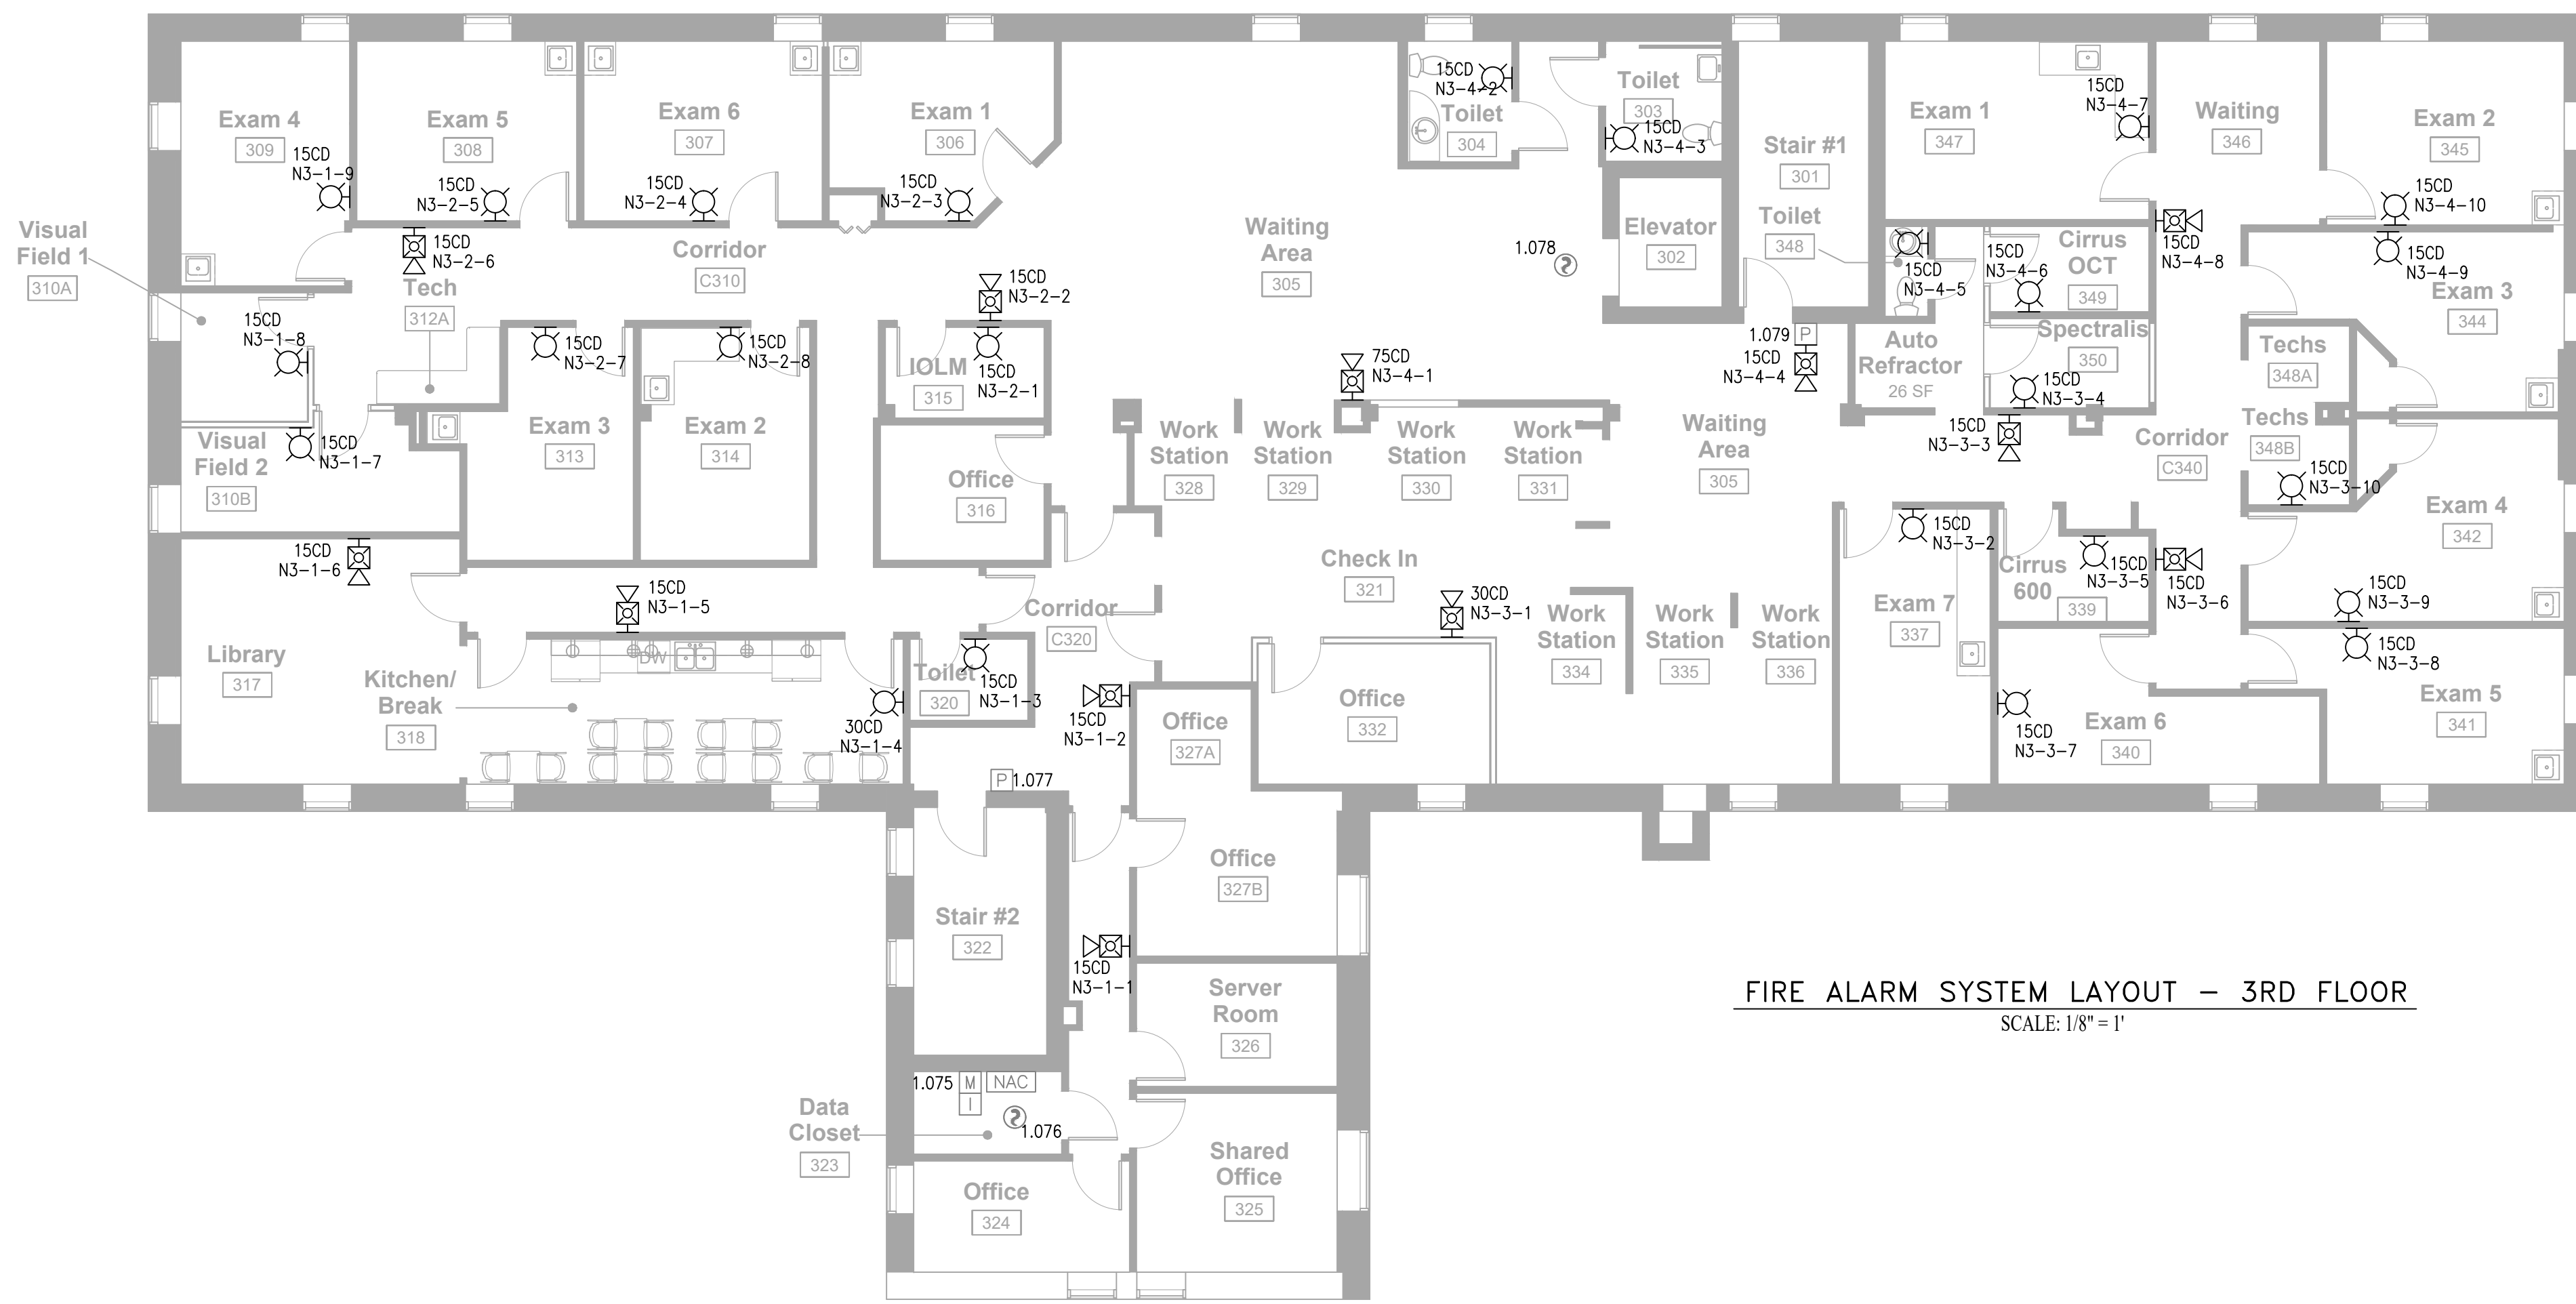 Exam 4
309
15CD
N3-1-9
Exam 5
308
15CD
N3-2-5
Exam 6
307
15CD
N3-2-4
Exam 1
306
15CD
N3-2-3
15CD
N3-4-2
Toilet
304
Toilet
303
15CD
N3-4-3
Stair #1
301
Exam 1
347
15CD
N3-4-7
Waiting
346
Exam 2
345
15CD
N3-4-10
Visual
Field 1
310A
15CD
N3-2-6
Tech
312A
Corridor
C310
15CD
N3-2-2
Waiting
Area
305
1.078
Elevator
302
Toilet
348
15CD
N3-4-5
15CD
N3-4-6
Cirrus
OCT
349
15CD
N3-4-8
15CD
N3-4-9
Exam 3
344
15CD
N3-1-8
15CD
N3-2-7
15CD
N3-2-8
IOLM
315
15CD
N3-2-1
75CD
N3-4-1
1.079
P
15CD
N3-4-4
Auto
Refractor
26 SF
Spectralis
350
15CD
N3-3-4
Techs
348A
Visual
Field 2
310B
15CD
N3-1-7
Exam 3
313
Exam 2
314
Office
316
Work
Station
328
Work
Station
329
Work
Station
330
Work
Station
331
Waiting
Area
305
15CD
N3-3-3
Corridor
C340
Techs
348B
15CD
N3-3-10
Exam 4
342
15CD
N3-1-6
15CD
N3-1-5
Corridor
C320
Check In
321
30CD
N3-3-1
15CD
N3-3-2
Cirrus
600
339
15CD
N3-3-5
15CD
N3-3-6
15CD
N3-3-9
Library
317
Kitchen/
Break
318
DW
30CD
N3-1-4
Toilet
320
15CD
N3-1-3
15CD
N3-1-2
Office
327A
Office
332
Work
Station
334
Work
Station
335
Work
Station
336
Exam 7
337
15CD
N3-3-7
Exam 6
340
15CD
N3-3-8
Exam 5
341
P
1.077
Office
327B
Stair #2
322
15CD
N3-1-1
Server
Room
326
FIRE ALARM SYSTEM LAYOUT - 3RD FLOOR
SCALE: 1/8" = 1'
1.075
M
NAC
I
1.076
Data
Closet
323
Office
324
Shared
Office
325